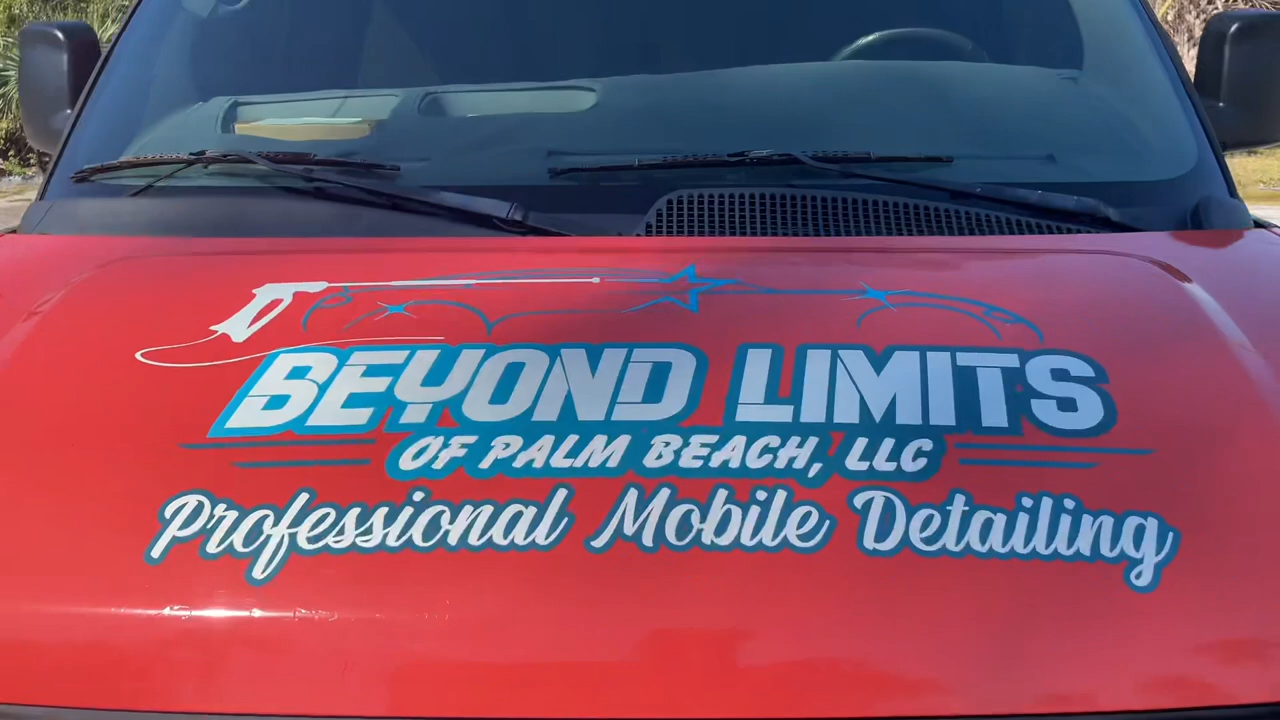 BEYOND LIMITS
OF PALM BEACH, LLC
Professional Mobile Detailing